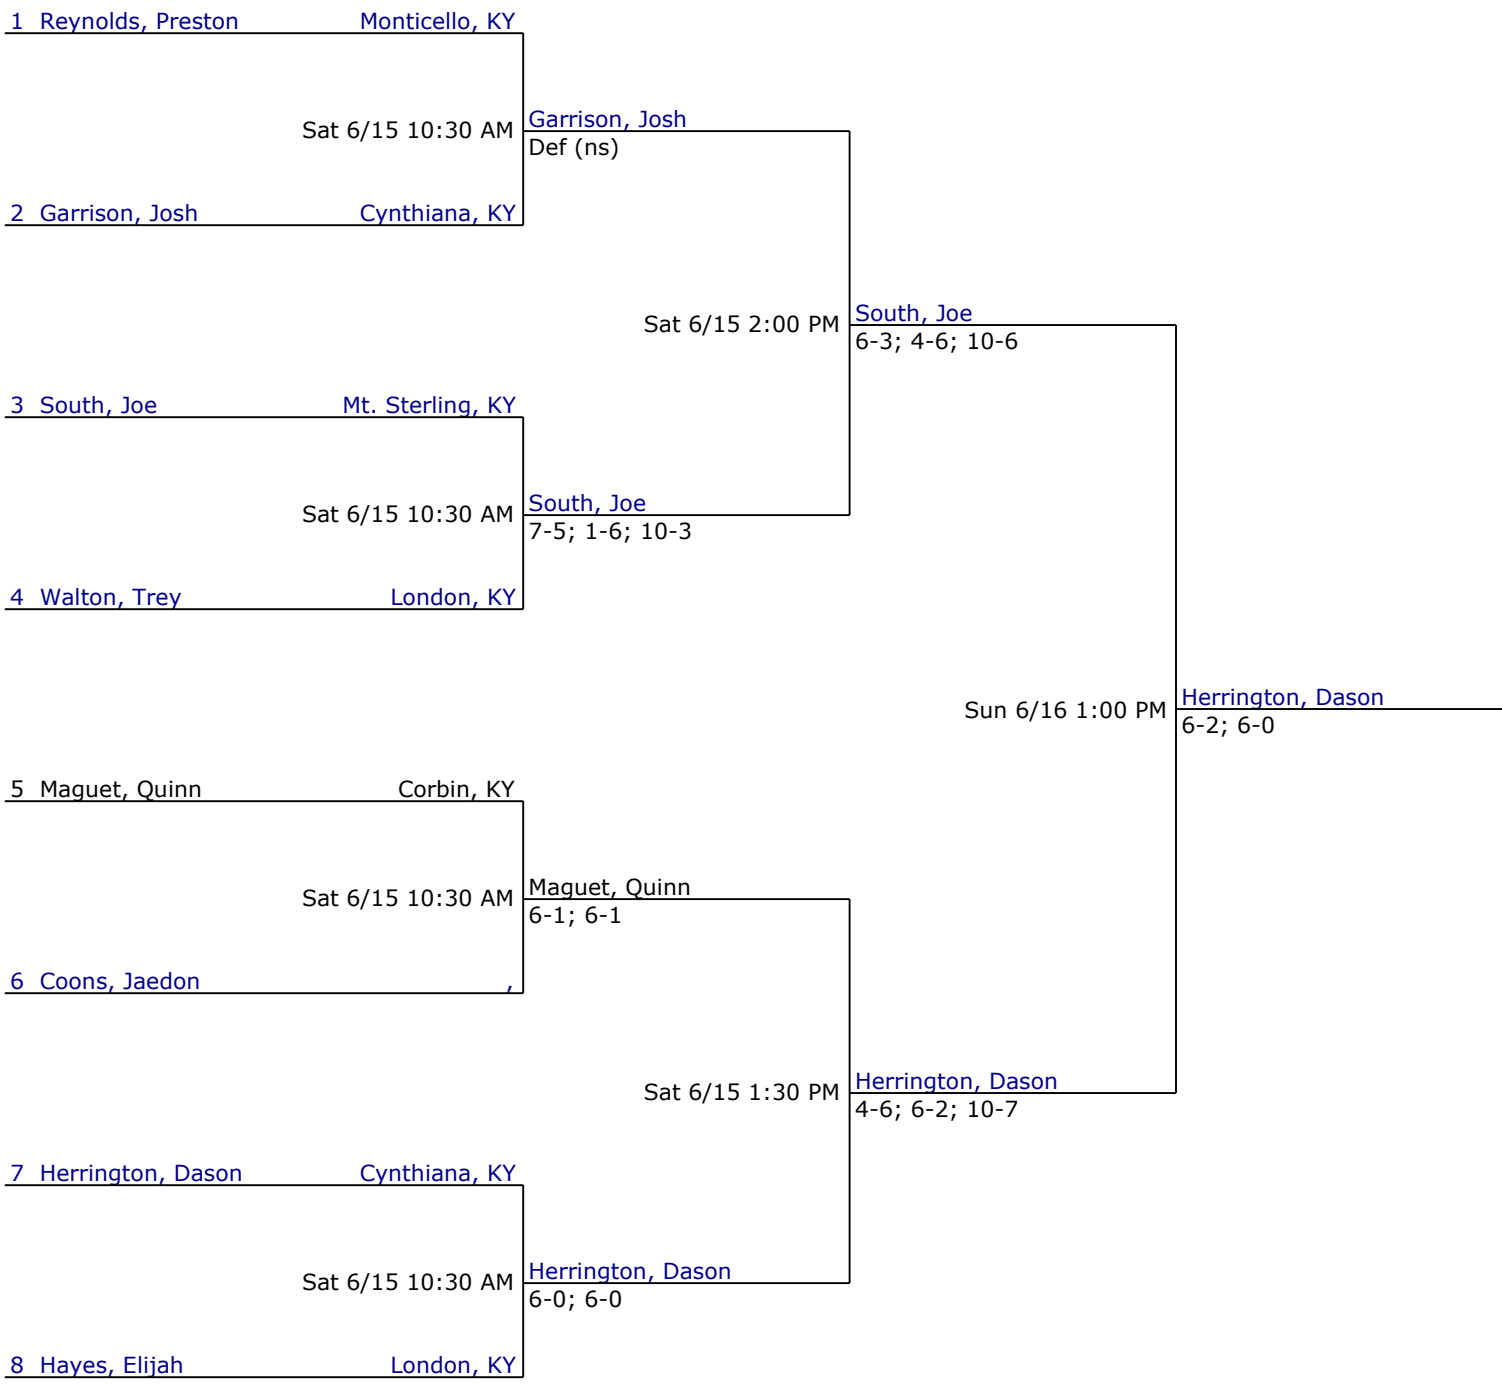 1 Reynolds, Preston Monticello, KY
Sat 6/15 10:30 AM
Garrison, Josh
Def (ns)
2 Garrison, Josh Cynthiana, KY
Sat 6/15 2:00 PM
South, Joe
6-3; 4-6; 10-6
3 South, Joe Mt. Sterling, KY
Sat 6/15 10:30 AM
South, Joe
7-5; 1-6; 10-3
4 Walton, Trey London, KY
Sun 6/16 1:00 PM
Herrington, Dason
6-2; 6-0
5 Maguet, Quinn Corbin, KY
Sat 6/15 10:30 AM
Maguet, Quinn
6-1; 6-1
6 Coons, Jaedon ,
Sat 6/15 1:30 PM
Herrington, Dason
4-6; 6-2; 10-7
7 Herrington, Dason Cynthiana, KY
Sat 6/15 10:30 AM
Herrington, Dason
6-0; 6-0
8 Hayes, Elijah London, KY